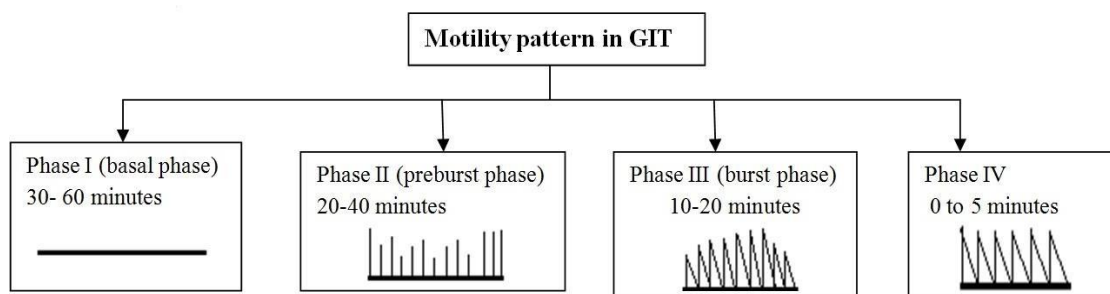 Motility pattern in GIT
Phase I (basal phase)
30- 60 minutes
Phase II (preburst phase)
20-40 minutes
Phase III (burst phase)
10-20 minutes
Phase IV
0 to 5 minutes